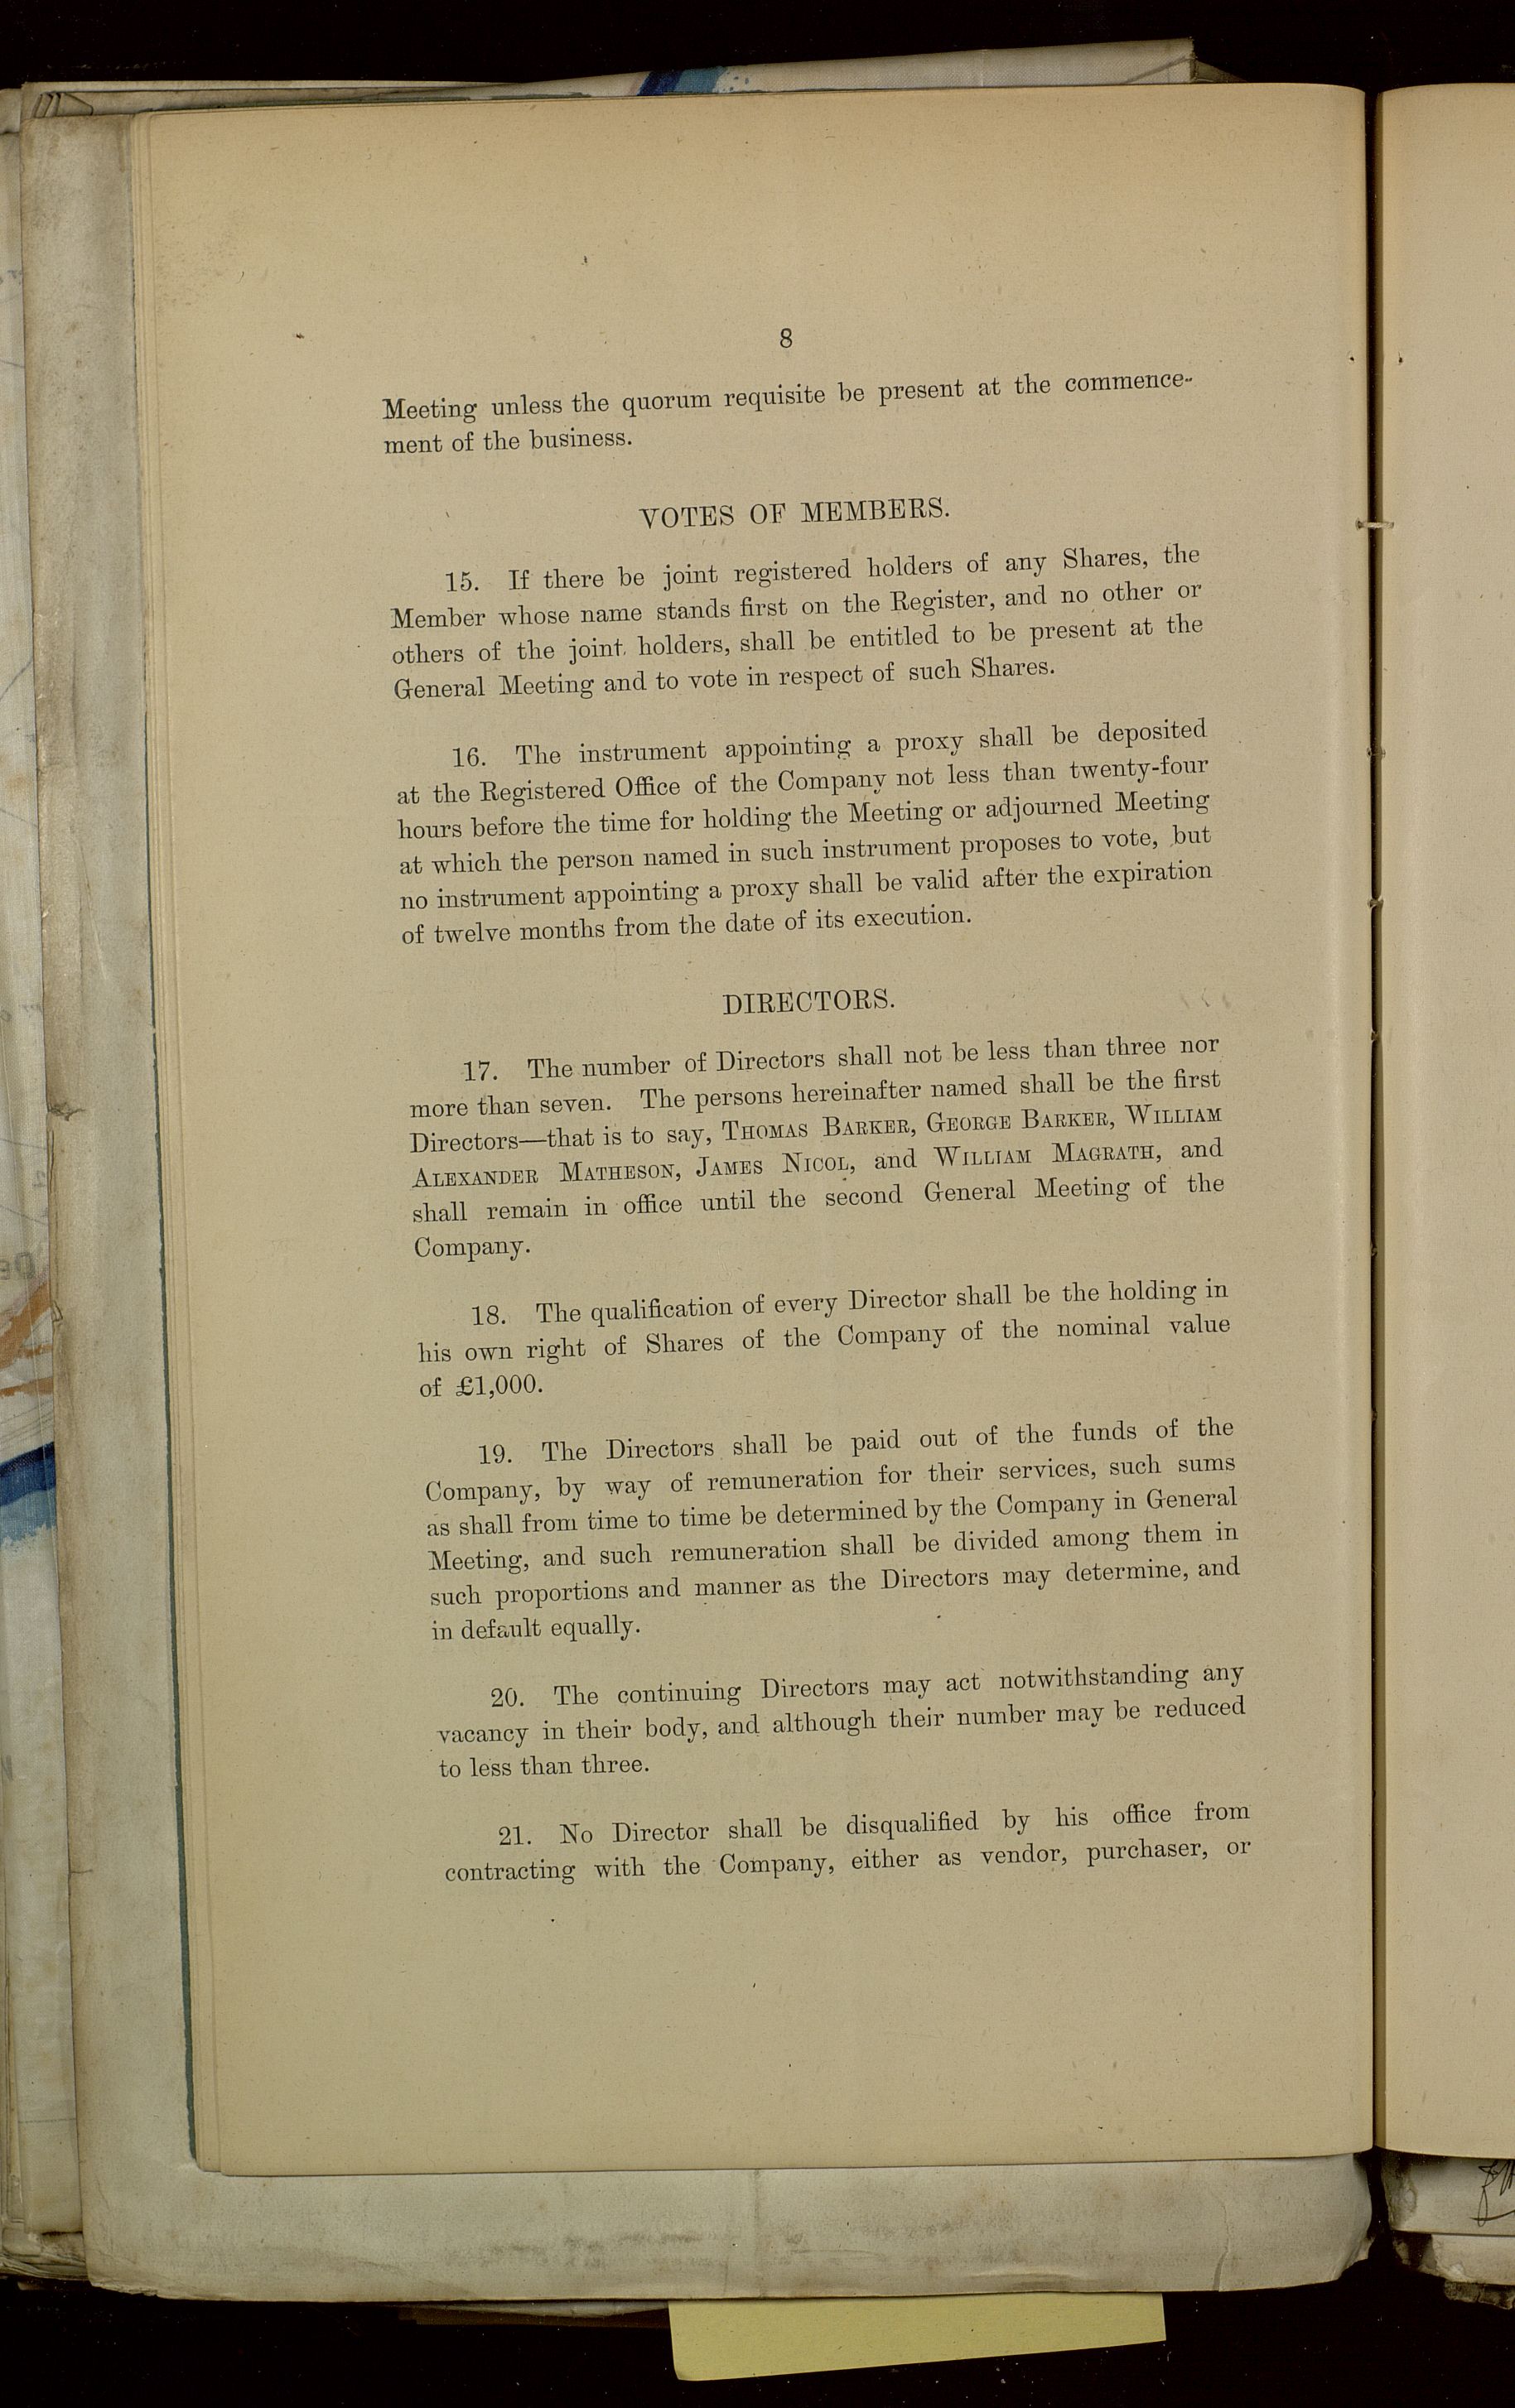 8
Meeting unless the quorum requisite be present at the commence-
ment of the business.
VOTES OF MEMBERS.
15. If there be joint registered holders of any Shares, the
Member whose name stands first on the Register, and no other or
others of the joint holders, shall be entitled to be present at the
General Meeting and to vote in respect of such Shares.
16. The instrument appointing a proxy shall be deposited
at the Registered Office of the Company not less than twenty-four
hours before the time for holding the Meeting or adjourned Meeting
at which the person named in such instrument proposes to vote, but
no instrument appointing a proxy shall be valid after the expiration
of twelve months from the date of its execution.
DIRECTORS.
17. The number of Directors shall not be less than three nor
more than seven. The persons hereinafter named shall be the first
Directors—that is to say, THOMAS BARKER, GEORGE BARKER, WILLIAM
ALEXANDER MATHESON, JAMES NICOL, and WILLIAM MAGRATH, and
shall remain in office until the second General Meeting of the
Company.
18. The qualification of every Director shall be the holding in
his own right of Shares of the Company of the nominal value
of £1,000.
19. The Directors shall be paid out of the funds of the
Company, by way of remuneration for their services, such sums
as shall from time to time be determined by the Company in General
Meeting, and such remuneration shall be divided among them in
such proportions and manner as the Directors may determine, and
in default equally.
20. The continuing Directors may act notwithstanding any
vacancy in their body, and although their number may be reduced
to less than three.
21. No Director shall be disqualified by his office from
contracting with the Company, either as vendor, purchaser, or